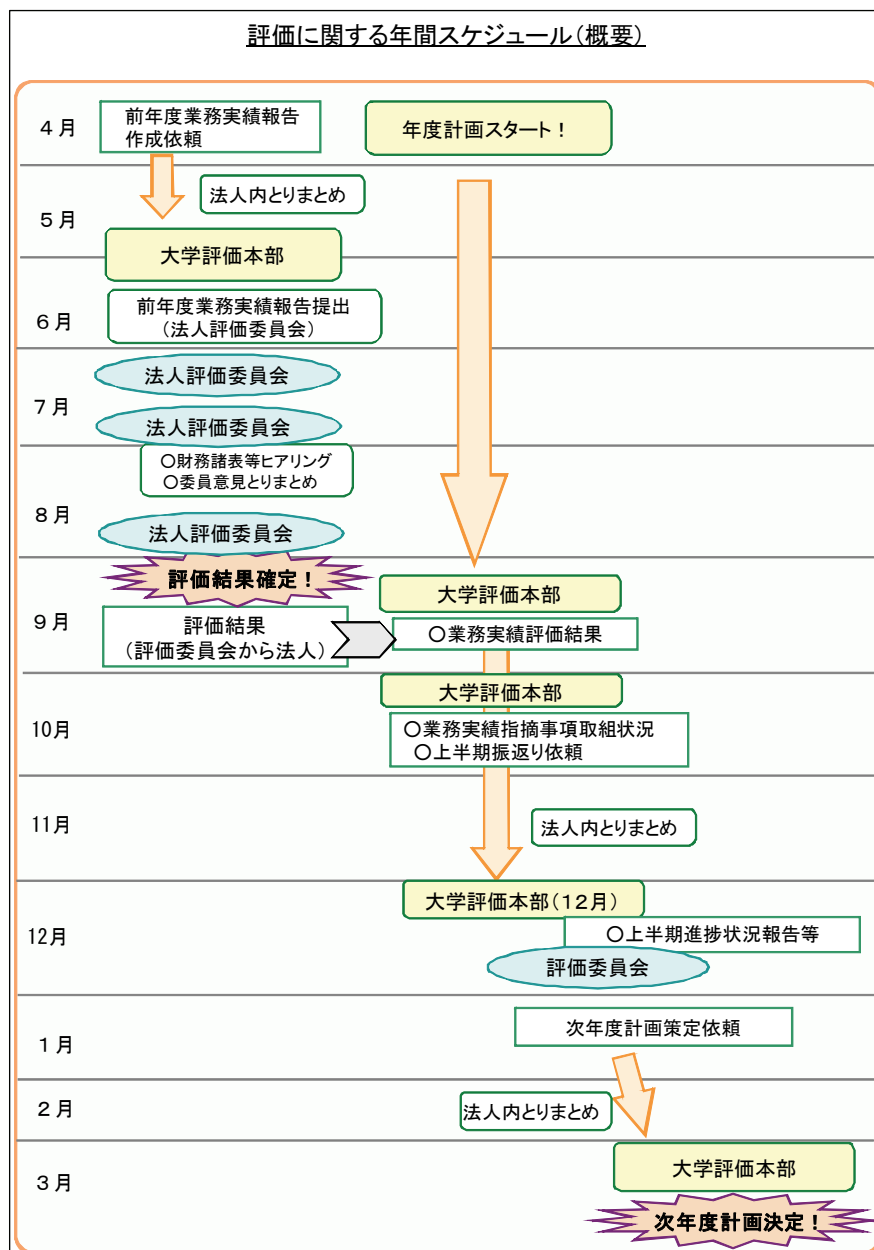 評価に関する年間スケジュール(概要)
4月
前年度業務実績報告
作成依頼
年度計画スタート!
法人内とりまとめ
5月
大学評価本部
前年度業務実績報告提出
(法人評価委員会)
6月
法人評価委員会
7月
法人評価委員会
○財務諸表等ヒアリング
○委員意見とりまとめ
8月
法人評価委員会
評価結果確定!
大学評価本部
9月
評価結果
(評価委員会から法人)
○業務実績評価結果
大学評価本部
10月
○業務実績指摘事項取組状況
○上半期振返り依頼
11月
法人内とりまとめ
大学評価本部(12月)
12月
○上半期進捗状況報告等
評価委員会
次年度計画策定依頼
1月
2月
法人内とりまとめ
大学評価本部
3月
次年度計画決定!